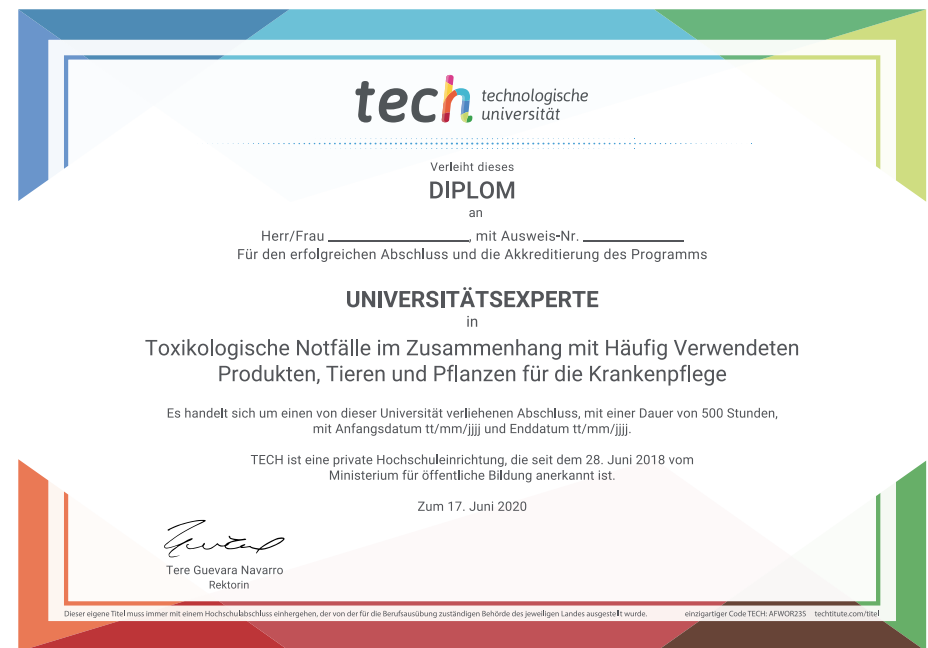 tech technologische
universität
Verleiht dieses
DIPLOM
an
Herr/Frau ____________________, mit Ausweis-Nr. ______________
Für den erfolgreichen Abschluss und die Akkreditierung des Programms
UNIVERSITÄTSEXPERTE
in
Toxikologische Notfälle im Zusammenhang mit Häufig Verwendeten
Produkten, Tieren und Pflanzen für die Krankenpflege
Es handelt sich um einen von dieser Universität verliehenen Abschluss, mit einer Dauer von 500 Stunden,
mit Anfangsdatum tt/mm/jjjj und Enddatum tt/mm/jjjj.
TECH ist eine private Hochschuleinrichtung, die seit dem 28. Juni 2018 vom
Ministerium für öffentliche Bildung anerkannt ist.
Zum 17. Juni 2020
Tere Guevara Navarro
Rektorin
Dieser eigene Titel muss immer mit einem Hochschulabschluss einhergehen, der von der für die Berufsausübung zuständigen Behörde des jeweiligen Landes ausgestellt wurde. einzigartiger Code TECH: AFWOR23S techtitute.com/titel